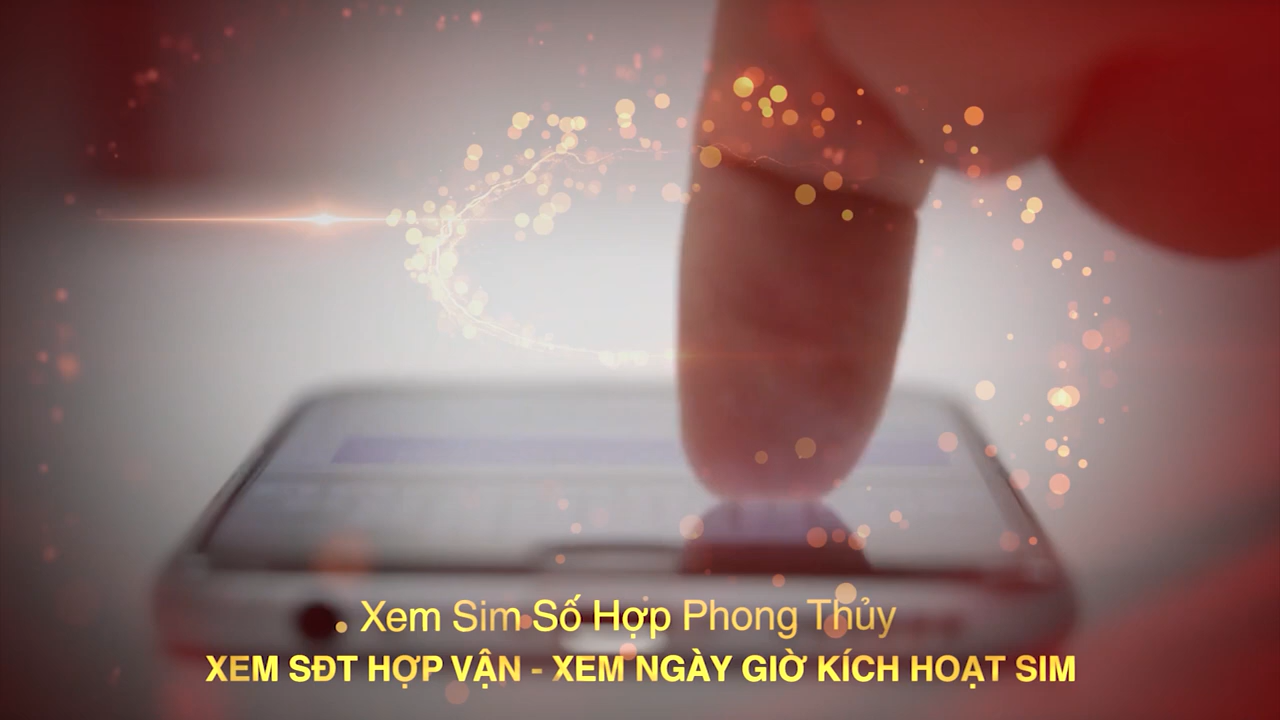 Xem Sim Số Hợp Phong Thủy
XEM SĐT HỢP VẬN - XEM NGÀY GIỜ KÍCH HOẠT SIM